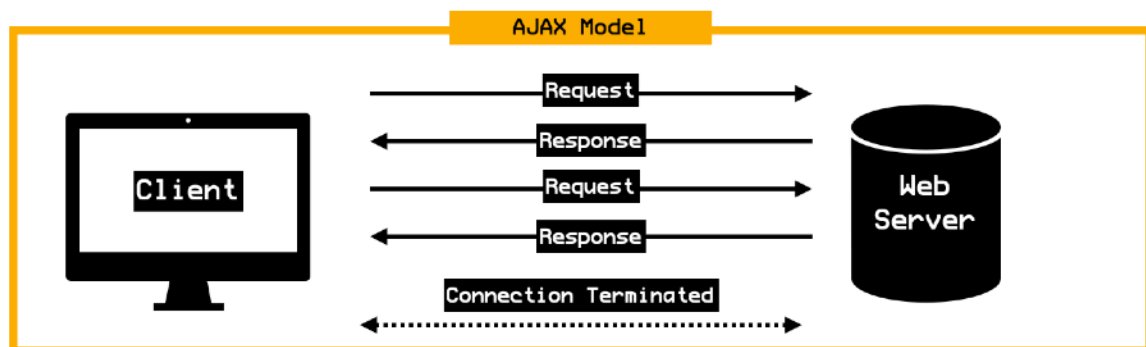 AJAX Model
Request
Response
Client
Request
Web
Server
Response
Connection Terminated